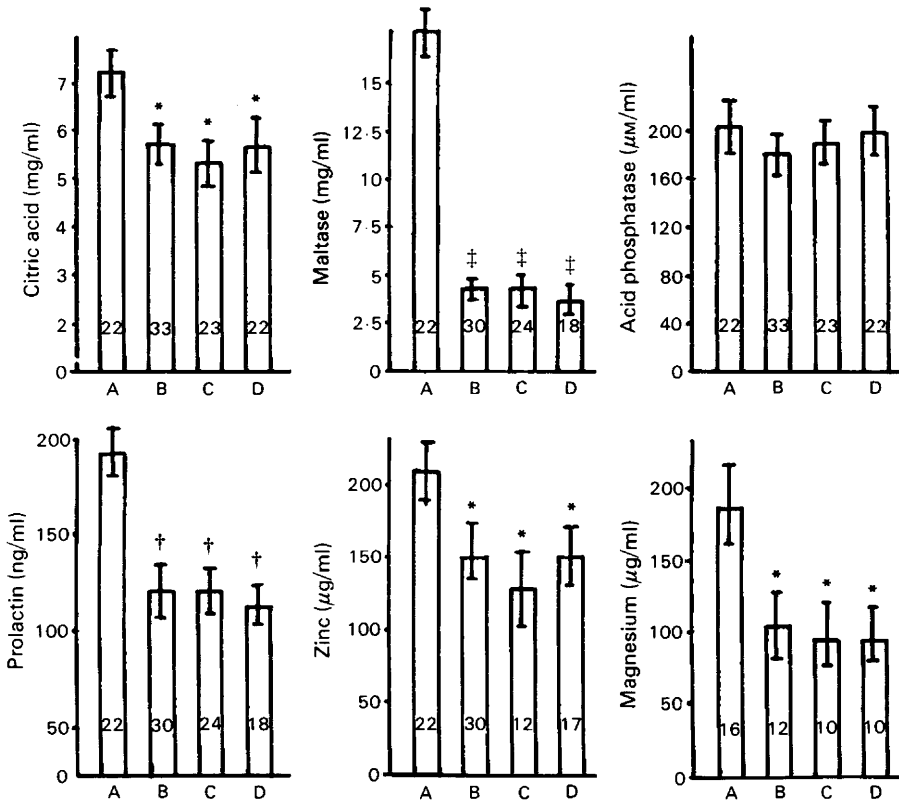 Citric acid (mg/ml)
7
6
5
4
3
2
0
* * *
22 33 23 22
A B C D
Maltase (mg/ml)
15
12·5
10
7·5
5
2·5
0
‡ ‡ ‡
22 30 24 18
A B C D
Acid phosphatase (μM/ml)
200
160
120
80
40
0
22 33 23 22
A B C D
Prolactin (ng/ml)
200
150
100
50
0
† † †
22 30 24 18
A B C D
Zinc (μg/ml)
200
150
100
50
0
* * *
22 30 12 17
A B C D
Magnesium (μg/ml)
200
150
100
50
0
* * *
16 12 10 10
A B C D